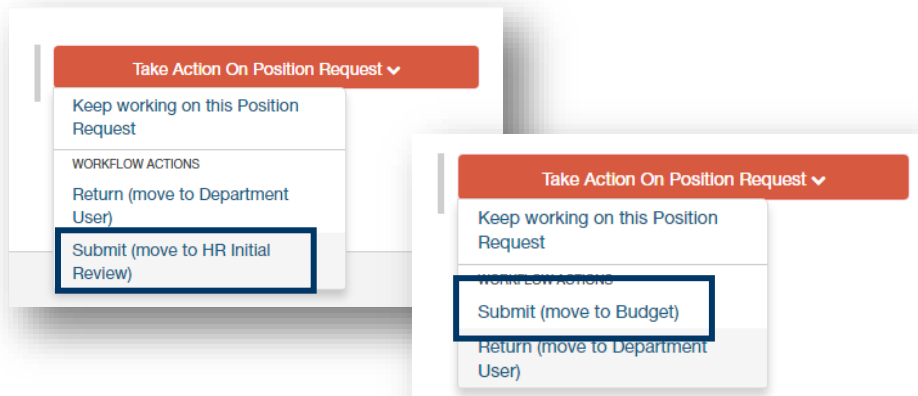 Take Action On Position Request
Keep working on this Position
Request
WORKFLOW ACTIONS
Return (move to Department
User)
Submit (move to HR Initial
Review)
Take Action On Position Request
Keep working on this Position
Request
WORKFLOW ACTIONS
Submit (move to Budget)
Return (move to Department
User)